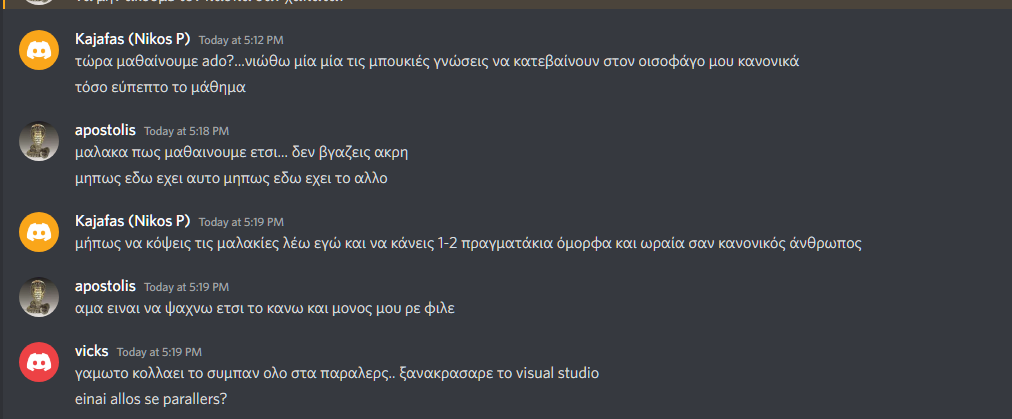 Kajafas (Nikos P) Today at 5:12 PM
τώρα μαθαίνουμε ado?...νιώθω μία μία τις μπουκιές γνώσεις να κατεβαίνουν στον οισοφάγο μου κανονικά
τόσο εύπεπτο το μάθημα
apostolis Today at 5:18 PM
μαλακα πως μαθαινουμε ετσι... δεν βγαζεις ακρη
μηπως εδω εχει αυτο μηπως εδω εχει το αλλο
Kajafas (Nikos P) Today at 5:19 PM
μήπως να κόψεις τις μαλακίες λέω εγώ και να κάνεις 1-2 πραγματάκια όμορφα και ωραία σαν κανονικός άνθρωπος
apostolis Today at 5:19 PM
αμα ειναι να ψαχνω ετσι το κανω και μονος μου ρε φιλε
vicks Today at 5:19 PM
γαμωτο κολλαει το συμπαν ολο στα παραλερς.. ξανακρασαρε το visual studio
einai allos se parallers?